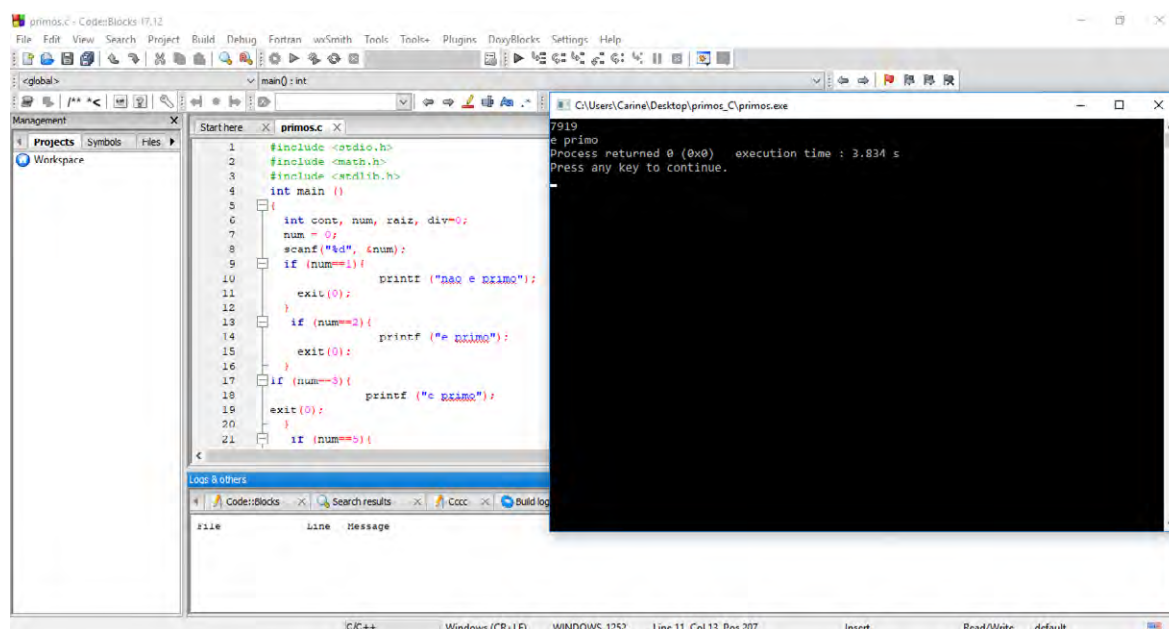 primos.c - Code::Blocks 17.12
File Edit View Search Project Build Debug Fortran wxSmith Tools Tools+ Plugins DoxyBlocks Settings Help
<global>
main() : int
Management
Projects Symbols Files
Workspace
Start here
primos.c
1 #include <stdio.h>
2 #include <math.h>
3 #include <stdlib.h>
4 int main ()
5 {
6 int cont, num, raiz, div=0;
7 num = 0;
8 scanf("%d", &num);
9 if (num==1){
10 printf ("nao e primo");
11 exit(0);
12 }
13 if (num==2){
14 printf ("e primo");
15 exit(0);
16 }
17 if (num==3){
18 printf ("e primo");
19 exit(0);
20 }
21 if (num==5){
Logs & others
Code::Blocks
Search results
Cccc
Build log
File Line Message
C:\Users\Carine\Desktop\primos_C\primos.exe
7919
e primo
Process returned 0 (0x0) execution time : 3.834 s
Press any key to continue.
C/C++ Windows (CR+LF) WINDOWS-1252 Line 11, Col 13, Pos 207 Insert Read/Write default